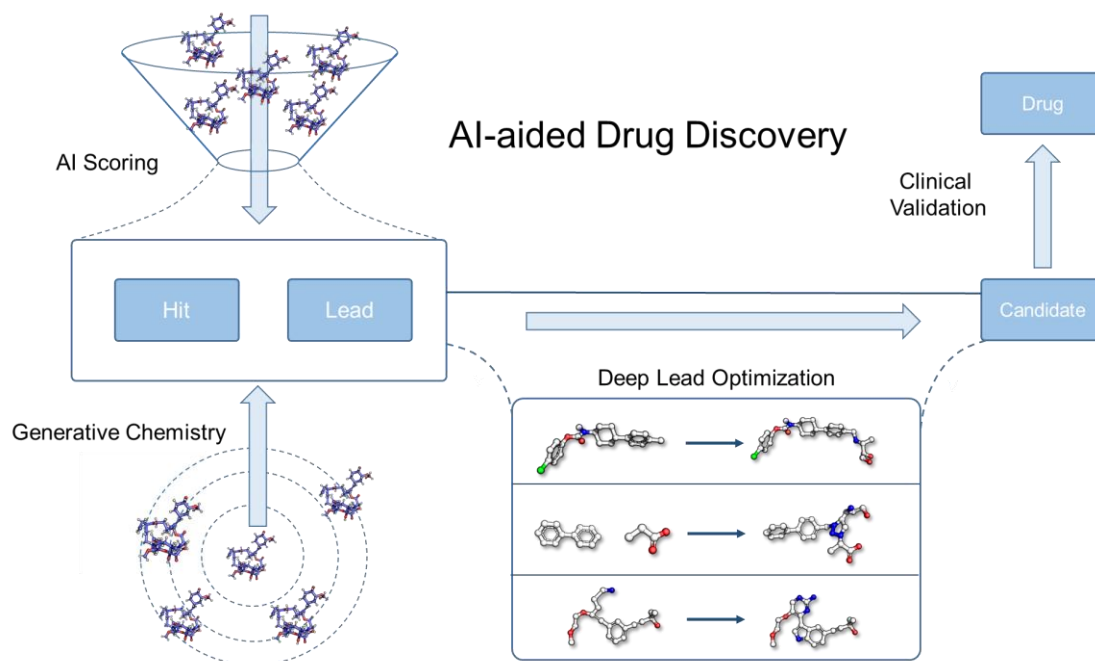 AI-aided Drug Discovery
AI Scoring
Drug
Clinical
Validation
Hit
Lead
Candidate
Deep Lead Optimization
Generative Chemistry